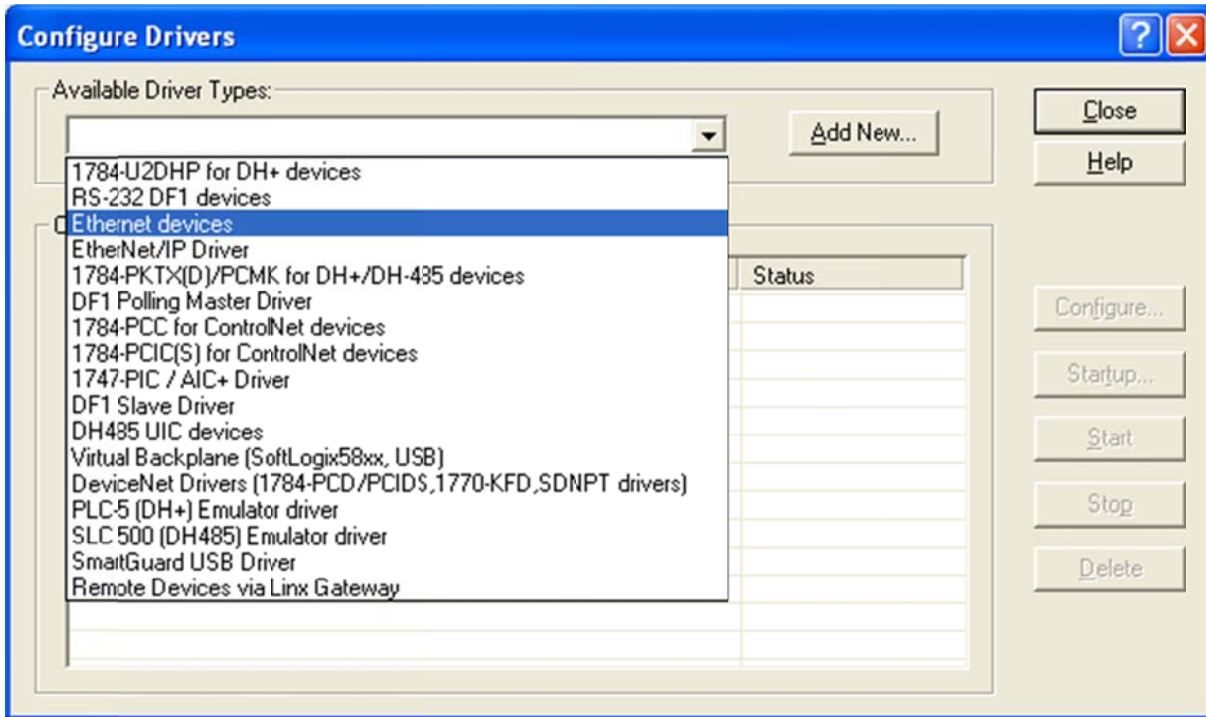 Configure Drivers
Available Driver Types:
Add New...
Close
Help
1784-U2DHP for DH+ devices
RS-232 DF1 devices
Ethernet devices
EtherNet/IP Driver
1784-PKTX(D)/PCMK for DH+/DH-485 devices
DF1 Polling Master Driver
1784-PCC for ControlNet devices
1784-PCIC(S) for ControlNet devices
1747-PIC / AIC+ Driver
DF1 Slave Driver
DH485 UIC devices
Virtual Backplane (SoftLogix58xx, USB)
DeviceNet Drivers (1784-PCD/PCIDS,1770-KFD,SDNPT drivers)
PLC-5 (DH+) Emulator driver
SLC 500 (DH485) Emulator driver
SmartGuard USB Driver
Remote Devices via Linx Gateway
Status
Configure...
Startup...
Start
Stop
Delete